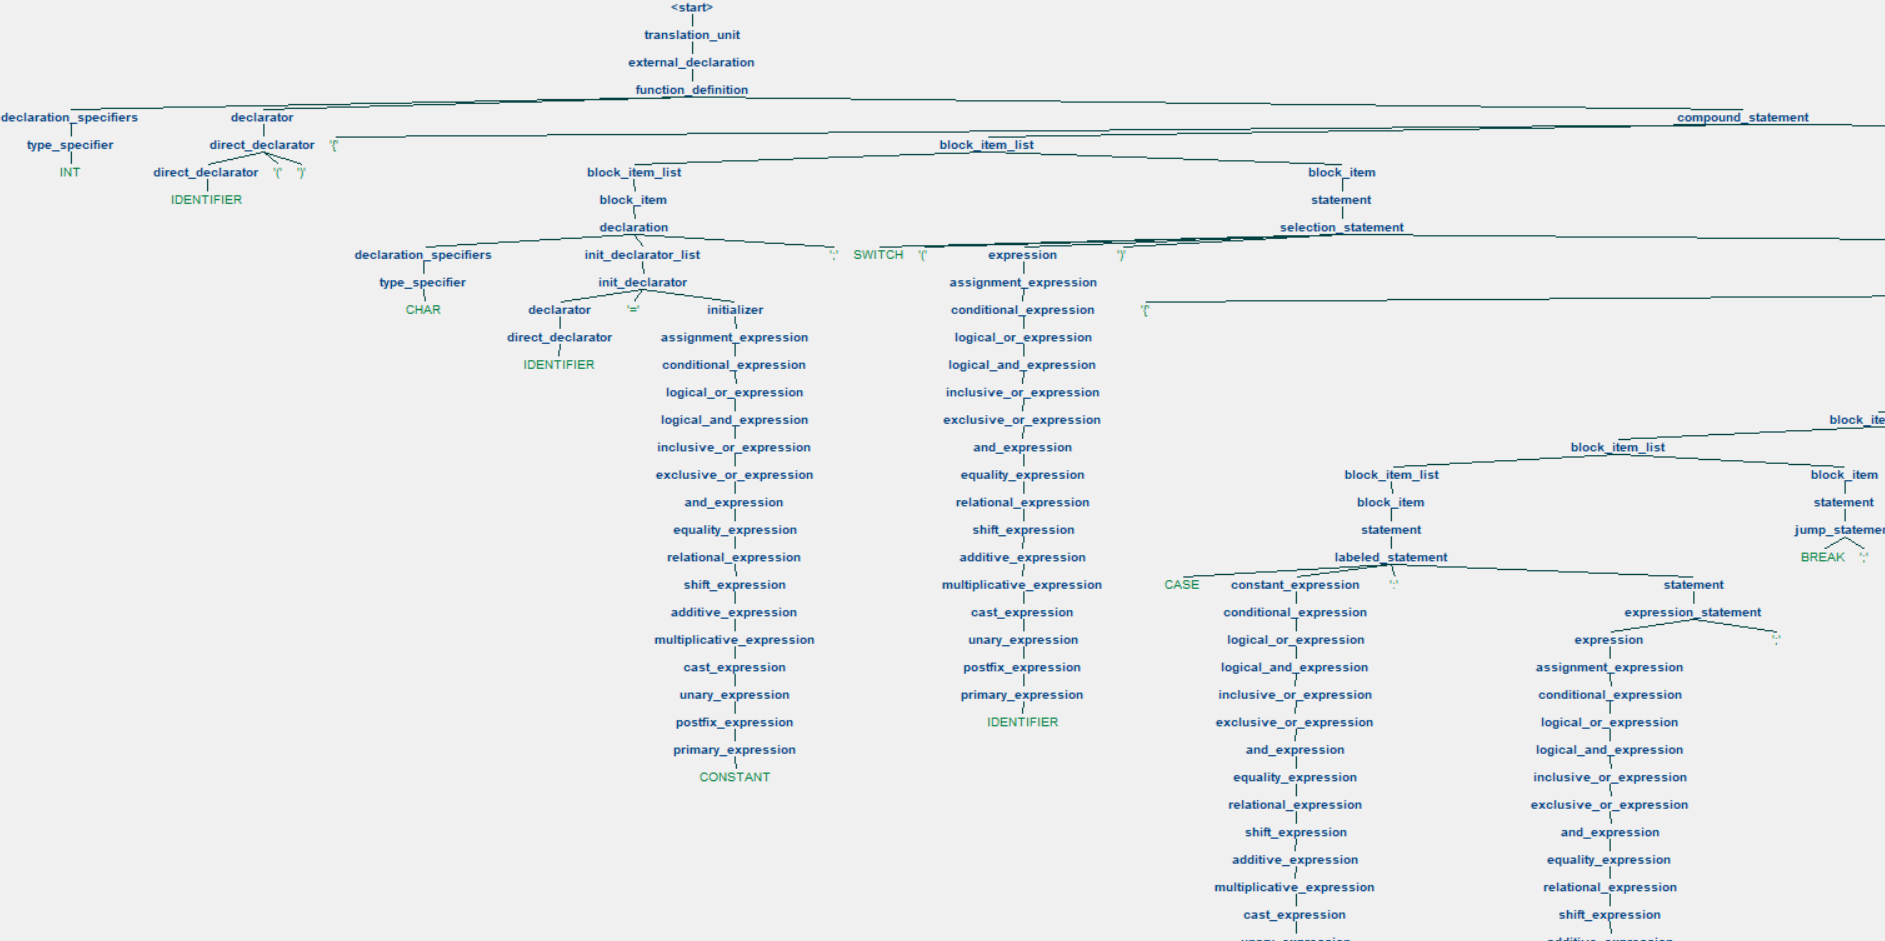 <start>
translation_unit
external_declaration
function_definition
declaration_specifiers declarator compound_statement
type_specifier direct_declarator '{' block_item_list
INT direct_declarator '(' ')' block_item_list block_item
IDENTIFIER block_item statement
declaration selection_statement
declaration_specifiers init_declarator_list ';' SWITCH '(' expression ')'
type_specifier init_declarator assignment_expression
CHAR declarator '=' initializer conditional_expression '{'
direct_declarator assignment_expression logical_or_expression
IDENTIFIER conditional_expression logical_and_expression
logical_or_expression inclusive_or_expression
logical_and_expression exclusive_or_expression block_ite
inclusive_or_expression and_expression block_item_list
exclusive_or_expression equality_expression block_item_list block_item
and_expression relational_expression block_item statement
equality_expression shift_expression statement jump_statemen
relational_expression additive_expression labeled_statement BREAK ';'
shift_expression multiplicative_expression CASE constant_expression ':' statement
additive_expression cast_expression conditional_expression expression_statement
multiplicative_expression unary_expression logical_or_expression expression ';'
cast_expression postfix_expression logical_and_expression assignment_expression
unary_expression primary_expression inclusive_or_expression conditional_expression
postfix_expression IDENTIFIER exclusive_or_expression logical_or_expression
primary_expression and_expression logical_and_expression
CONSTANT equality_expression inclusive_or_expression
relational_expression exclusive_or_expression
shift_expression and_expression
additive_expression equality_expression
multiplicative_expression relational_expression
cast_expression shift_expression